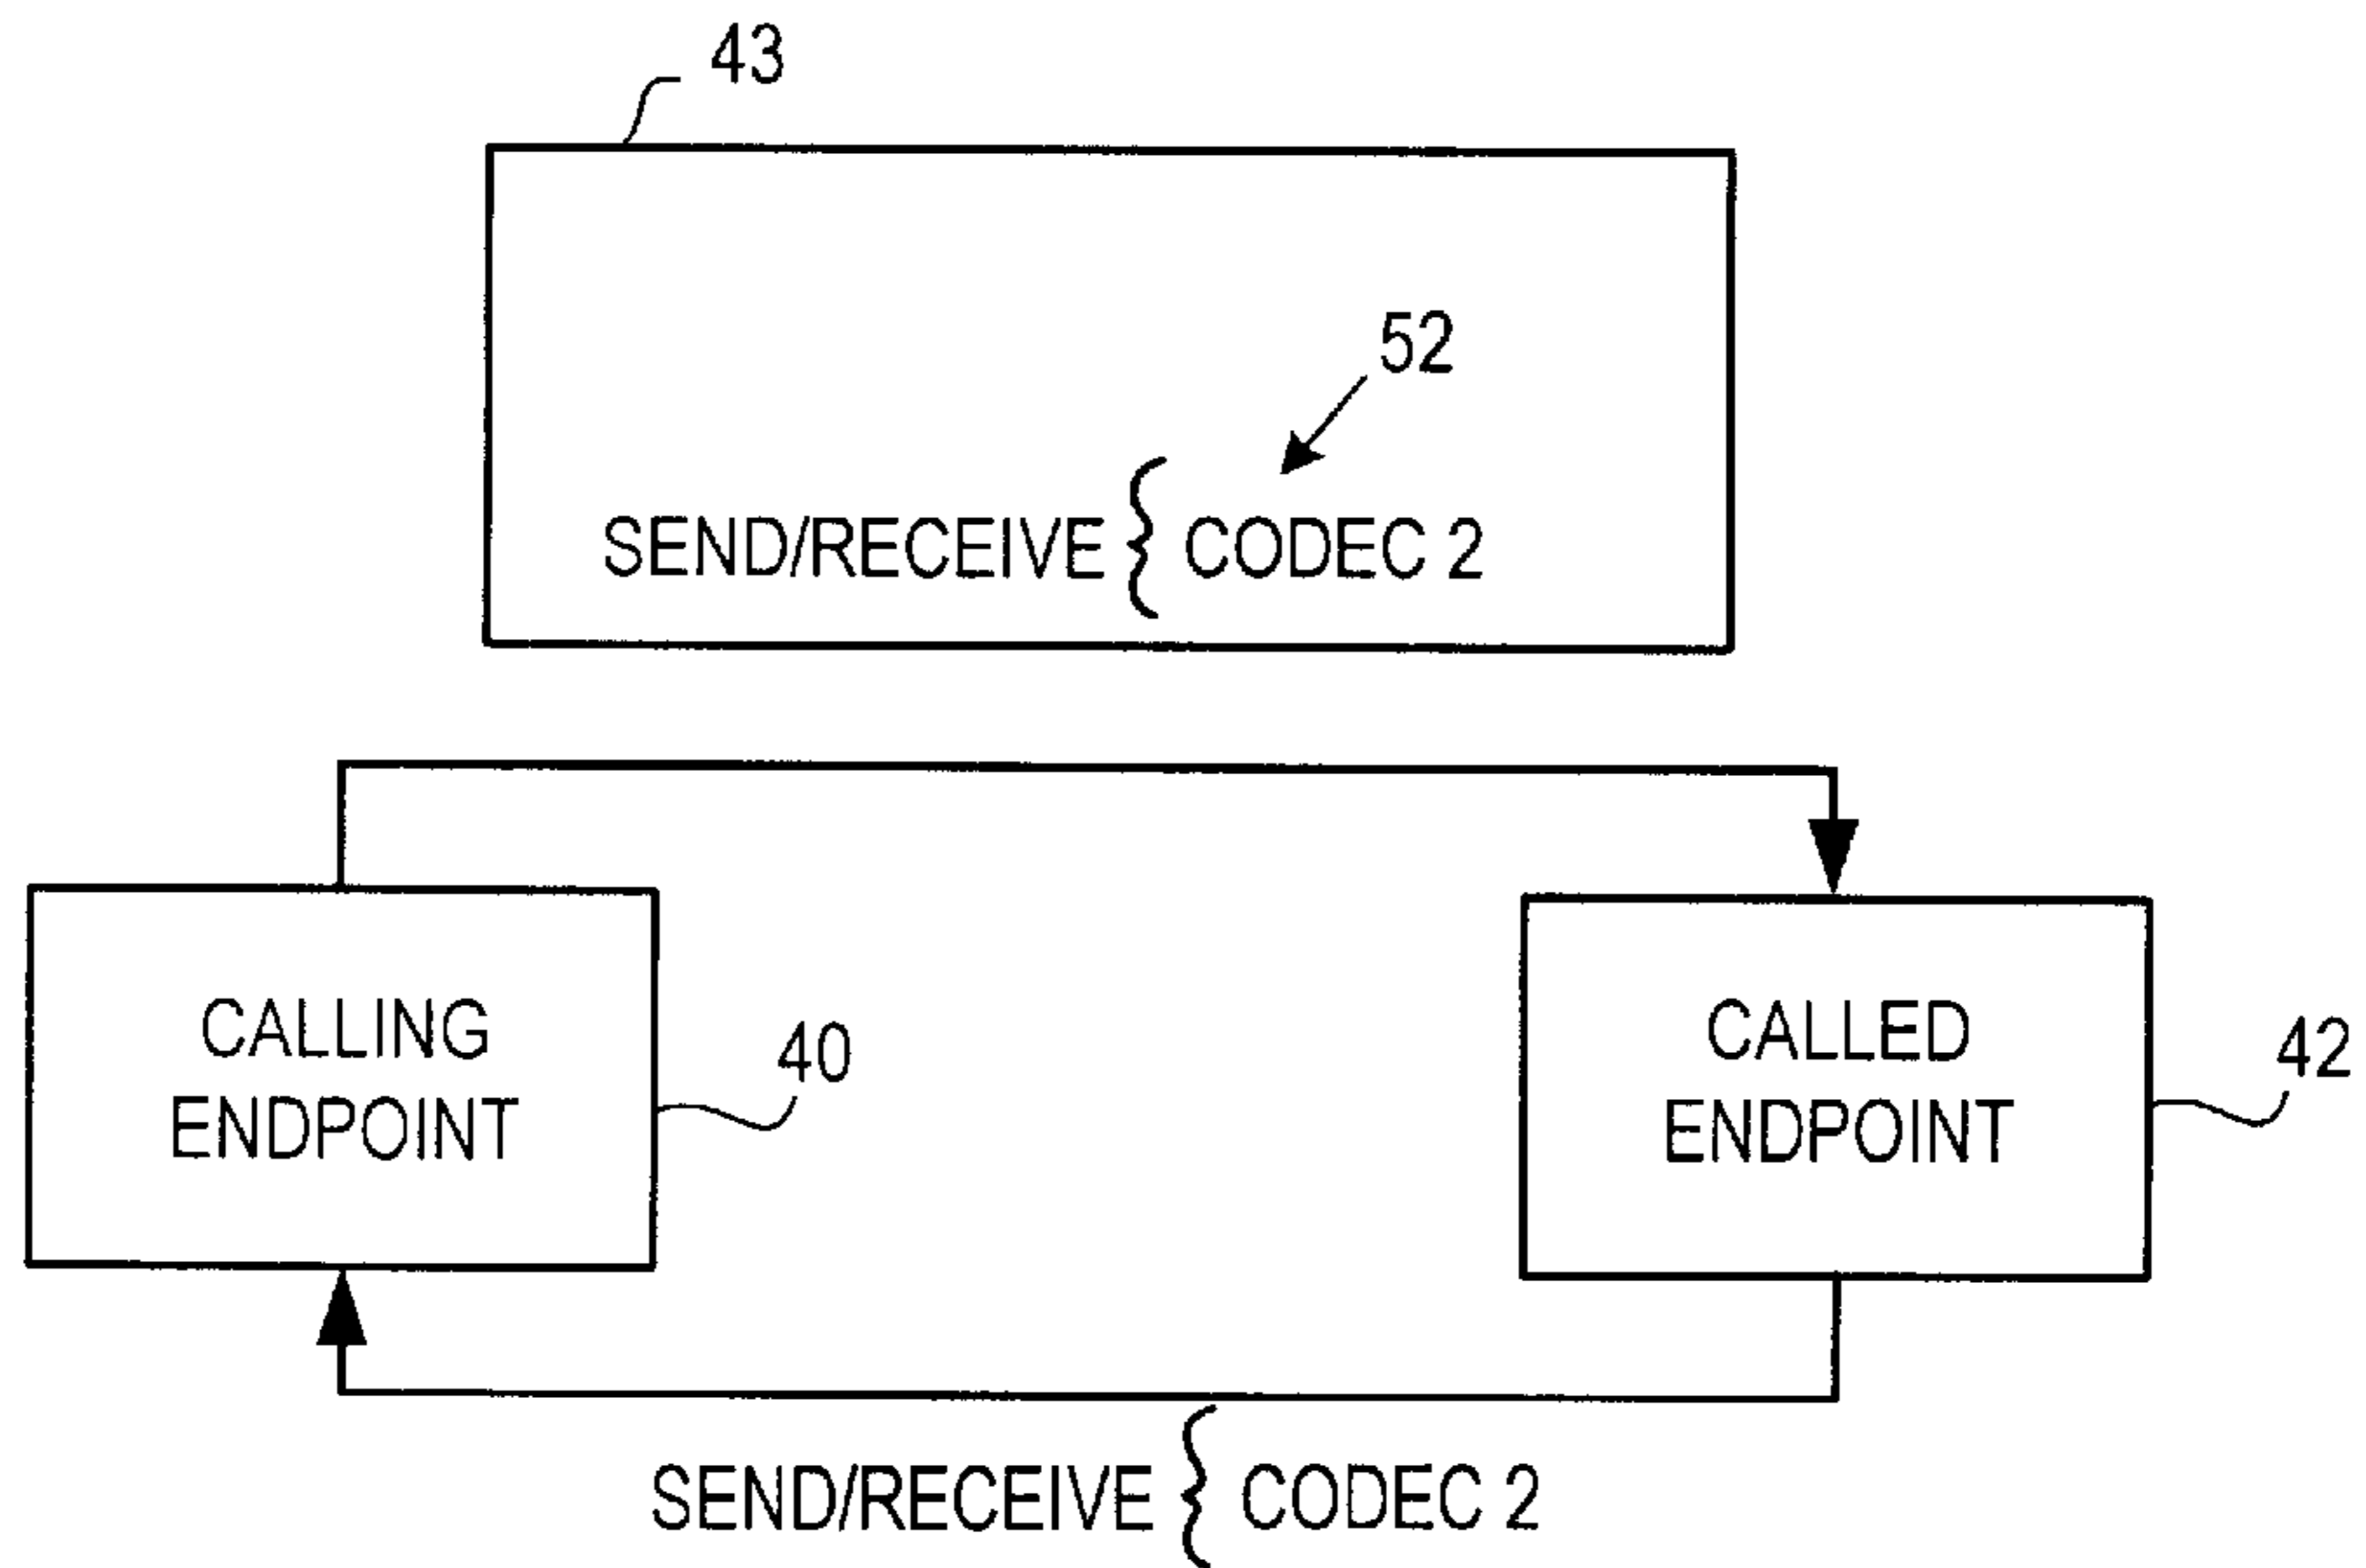 43
52
SEND/RECEIVE { CODEC 2
CALLING
ENDPOINT
40
CALLED
ENDPOINT
42
SEND/RECEIVE { CODEC 2